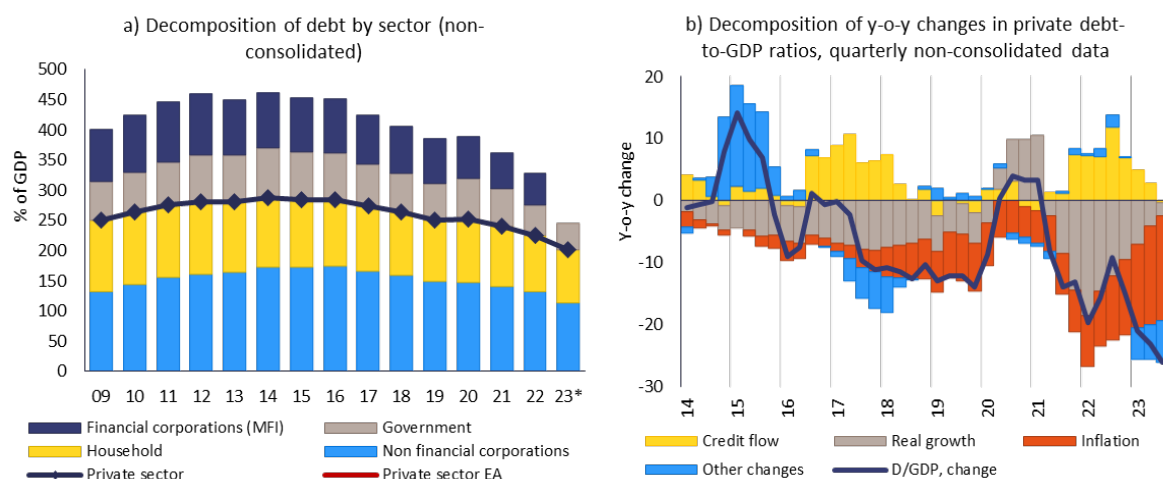 a) Decomposition of debt by sector (non-
consolidated)
% of GDP
500
450
400
350
300
250
200
150
100
50
0
09 10 11 12 13 14 15 16 17 18 19 20 21 22 23*
Financial corporations (MFI) Government
Household Non financial corporations
Private sector Private sector EA
b) Decomposition of y-o-y changes in private debt-
to-GDP ratios, quarterly non-consolidated data
Y-o-y change
20
10
0
-10
-20
-30
14 15 16 17 18 19 20 21 22 23
Credit flow Real growth Inflation
Other changes D/GDP, change